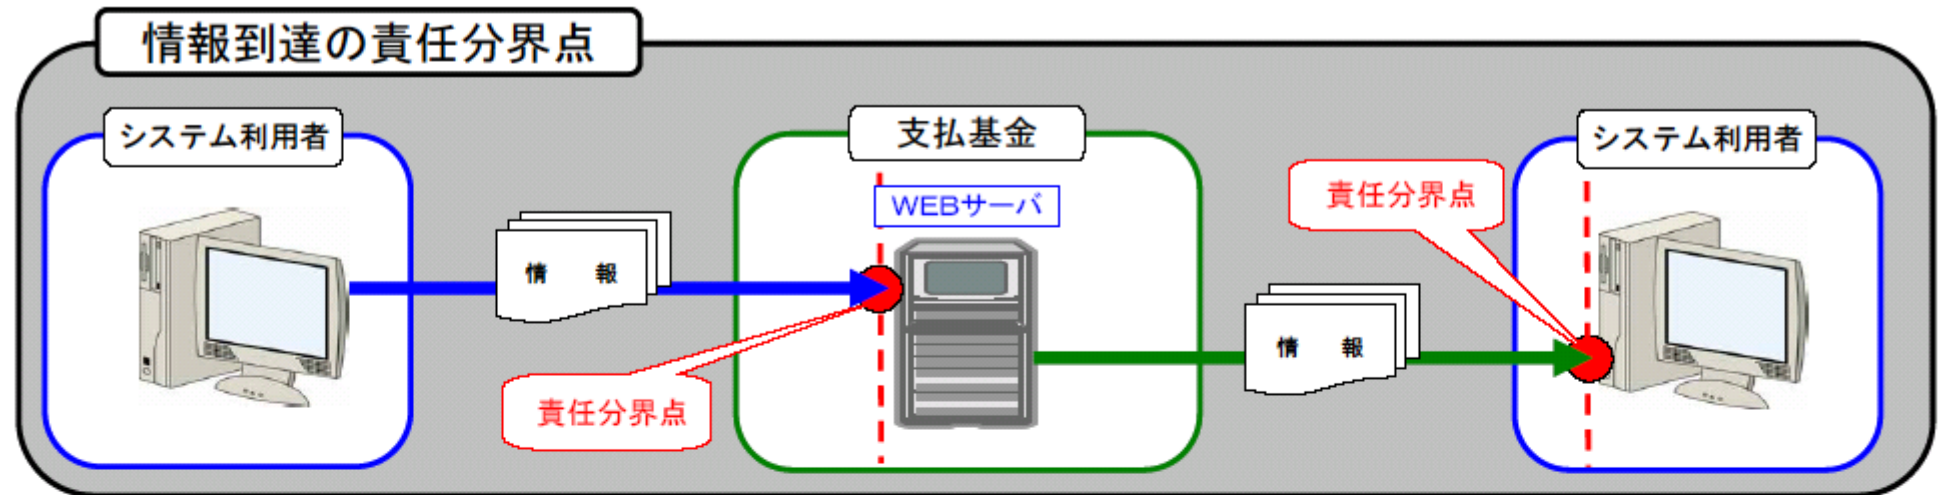 情報到達の責任分界点
システム利用者
支払基金
システム利用者
WEBサーバ
責任分界点
情 報
情 報
責任分界点